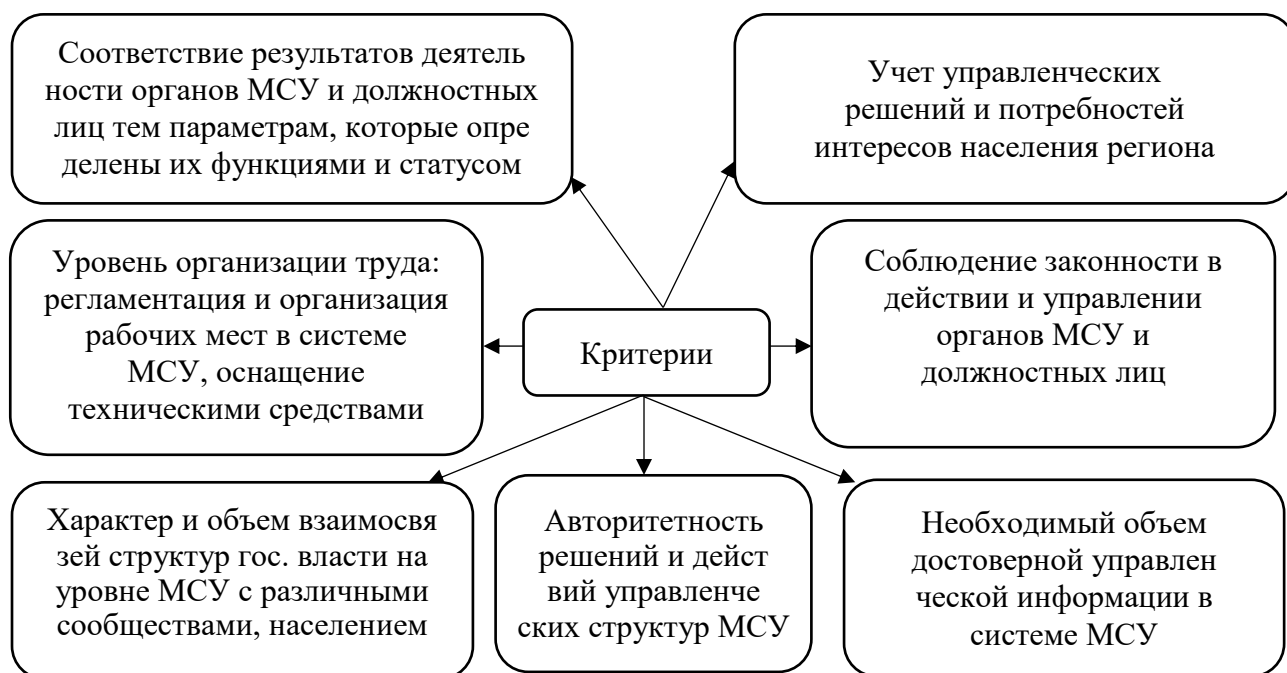 Соответствие результатов деятель
ности органов МСУ и должностных
лиц тем параметрам, которые опре
делены их функциями и статусом
Учет управленческих
решений и потребностей
интересов населения региона
Уровень организации труда:
регламентация и организация
рабочих мест в системе
МСУ, оснащение
техническими средствами
Критерии
Соблюдение законности в
действии и управлении
органов МСУ и
должностных лиц
Характер и объем взаимосвя
зей структур гос. власти на
уровне МСУ с различными
сообществами, населением
Авторитетность
решений и дейст
вий управленче
ских структур МСУ
Необходимый объем
достоверной управлен
ческой информации в
системе МСУ